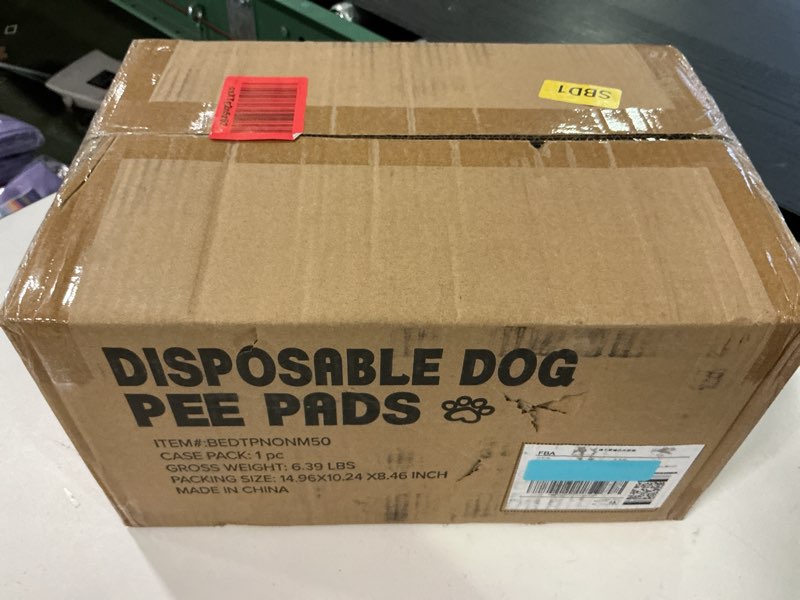 SBD1
DISPOSABLE DOG
PEE PADS
ITEM#:BEDTPNONM50
CASE PACK: 1 pc
GROSS WEIGHT: 6.39 LBS
PACKING SIZE: 14.96X10.24 X8.46 INCH
MADE IN CHINA
FBA